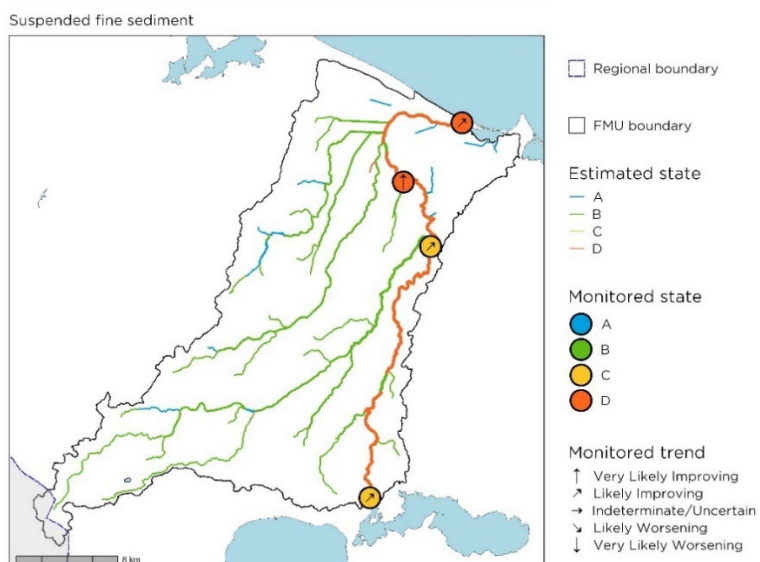 Suspended fine sediment
Regional boundary
FMU boundary
Estimated state
A
B
C
D
Monitored state
A
B
C
D
Monitored trend
↑ Very Likely Improving
↗ Likely Improving
→ Indeterminate/Uncertain
↘ Likely Worsening
↓ Very Likely Worsening
8 km